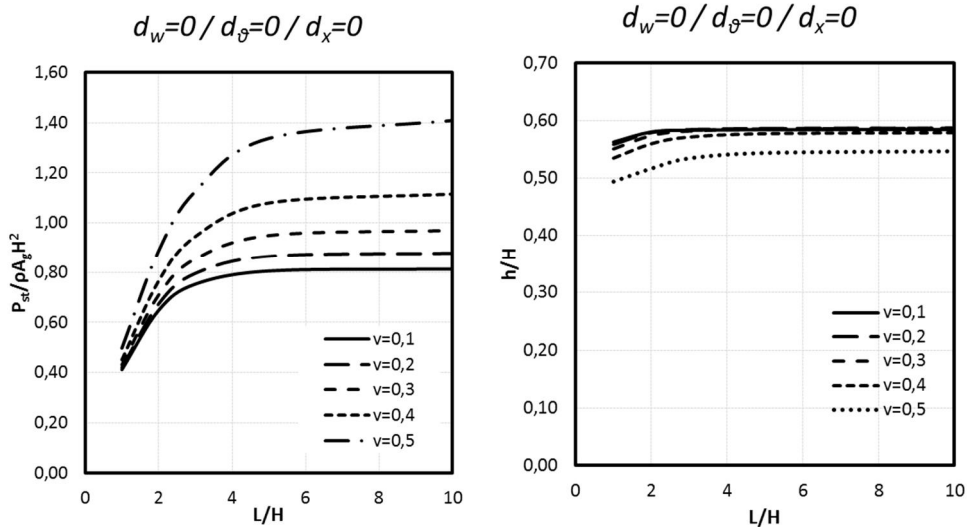 d_w=0 / d_ϑ=0 / d_x=0
1,60
1,40
1,20
1,00
0,80
0,60
0,40
0,20
0,00
P_st/ρA_gH²
0 2 4 6 8 10
L/H
v=0,1
v=0,2
v=0,3
v=0,4
v=0,5
d_w=0 / d_ϑ=0 / d_x=0
0,70
0,60
0,50
0,40
0,30
0,20
0,10
0,00
h/H
0 2 4 6 8 10
L/H
v=0,1
v=0,2
v=0,3
v=0,4
v=0,5